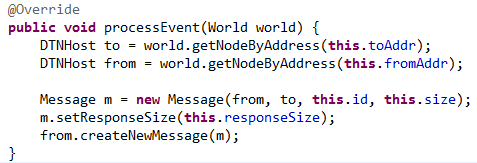 @Override
public void processEvent(World world) {
    DTNHost to = world.getNodeByAddress(this.toAddr);
    DTNHost from = world.getNodeByAddress(this.fromAddr);

    Message m = new Message(from, to, this.id, this.size);
    m.setResponseSize(this.responseSize);
    from.createNewMessage(m);
}